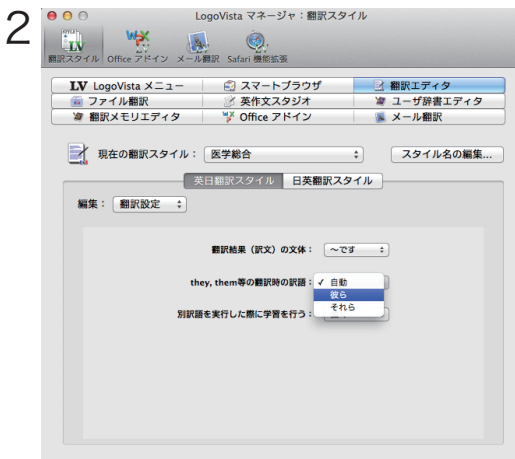 2
LogoVista マネージャ：翻訳スタイル
翻訳スタイル Office アドイン メール翻訳 Safari 機能拡張
LV LogoVista メニュー スマートブラウザ 翻訳エディタ
ファイル翻訳 英作文スタジオ ユーザ辞書エディタ
翻訳メモリエディタ Office アドイン メール翻訳
現在の翻訳スタイル： 医学総合 スタイル名の編集...
英日翻訳スタイル 日英翻訳スタイル
編集： 翻訳設定
翻訳結果（訳文）の文体： 〜です
they, them等の翻訳時の訳語： ✓ 自動
彼ら
それら
別訳語を実行した際に学習を行う：